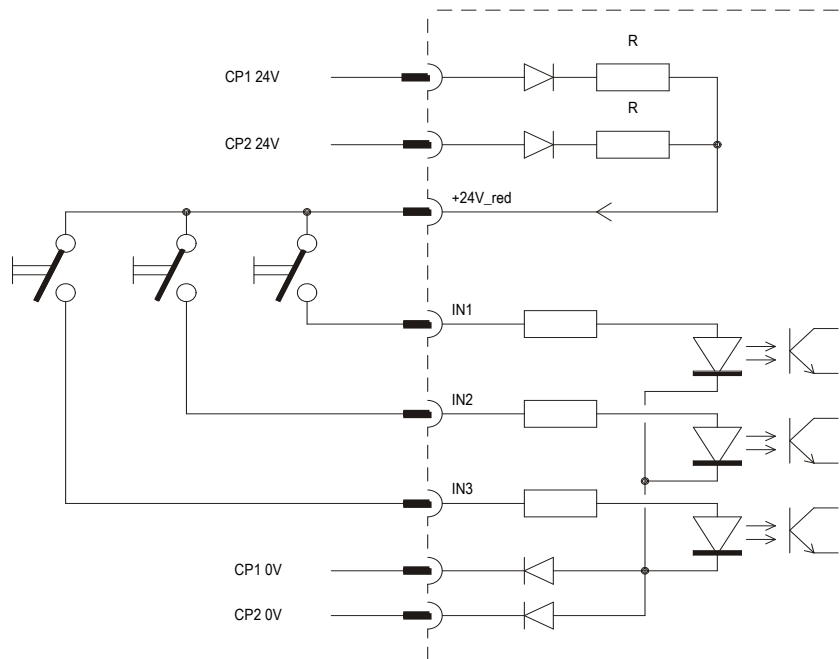 R
CP1 24V
R
CP2 24V
+24V_red
IN1
IN2
IN3
CP1 0V
CP2 0V